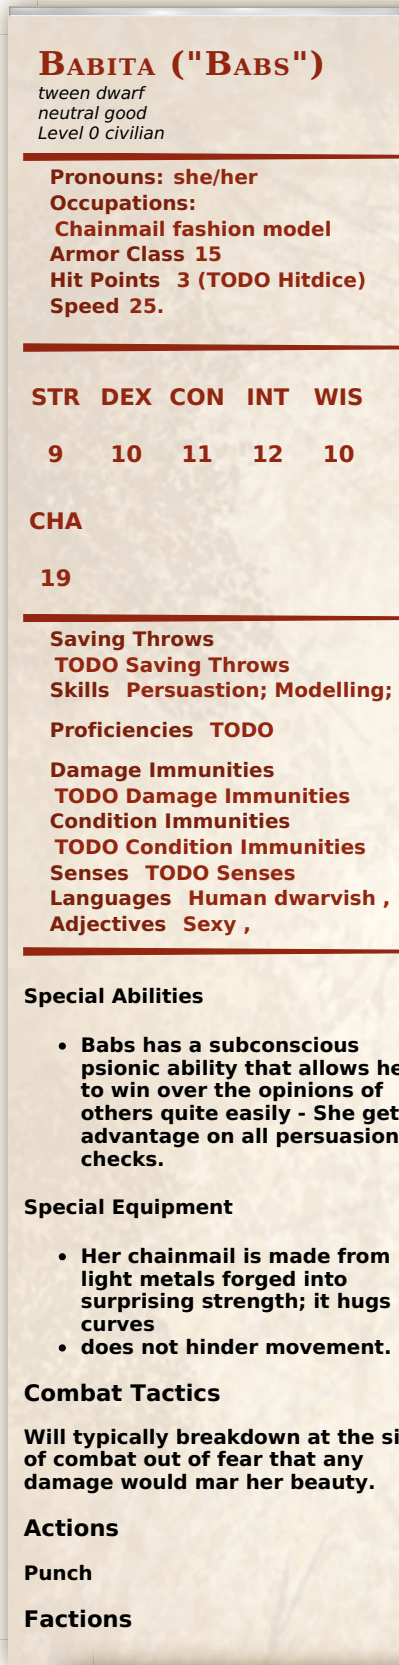 Babita ("Babs")
tween dwarf
neutral good
Level 0 civilian
Pronouns: she/her
Occupations:
Chainmail fashion model
Armor Class 15
Hit Points 3 (TODO Hitdice)
Speed 25.
STR DEX CON INT WIS
9 10 11 12 10
CHA
19
Saving Throws
TODO Saving Throws
Skills Persuastion; Modelling;
Proficiencies TODO
Damage Immunities
TODO Damage Immunities
Condition Immunities
TODO Condition Immunities
Senses TODO Senses
Languages Human dwarvish ,
Adjectives Sexy ,
Special Abilities
• Babs has a subconscious
psionic ability that allows he
to win over the opinions of
others quite easily - She get
advantage on all persuasion
checks.
Special Equipment
• Her chainmail is made from
light metals forged into
surprising strength; it hugs
curves
• does not hinder movement.
Combat Tactics
Will typically breakdown at the si
of combat out of fear that any
damage would mar her beauty.
Actions
Punch
Factions